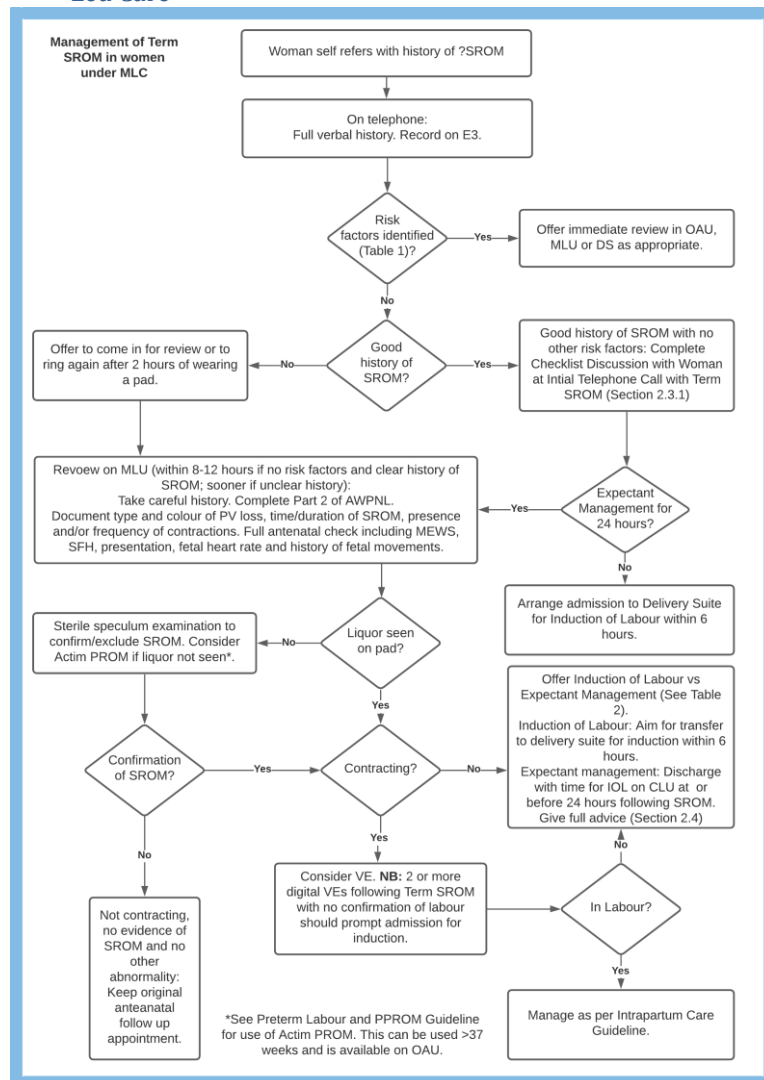 Management of Term
SROM in women
under MLC
Woman self refers with history of ?SROM
On telephone:
Full verbal history. Record on E3.
Risk
factors identified
(Table 1)?
Yes
Offer immediate review in OAU,
MLU or DS as appropriate.
No
Offer to come in for review or to
ring again after 2 hours of wearing
a pad.
No
Good
history of
SROM?
Yes
Good history of SROM with no
other risk factors: Complete
Checklist Discussion with Woman
at Intial Telephone Call with Term
SROM (Section 2.3.1)
Revoew on MLU (within 8-12 hours if no risk factors and clear history of
SROM; sooner if unclear history):
Take careful history. Complete Part 2 of AWPNL.
Document type and colour of PV loss, time/duration of SROM, presence
and/or frequency of contractions. Full antenatal check including MEWS,
SFH, presentation, fetal heart rate and history of fetal movements.
Yes
Expectant
Management for
24 hours?
No
Arrange admission to Delivery Suite
for Induction of Labour within 6
hours.
Sterile speculum examination to
confirm/exclude SROM. Consider
Actim PROM if liquor not seen*.
No
Liquor seen
on pad?
Yes
Offer Induction of Labour vs
Expectant Management (See Table
2).
Induction of Labour: Aim for transfer
to delivery suite for induction within 6
hours.
Expectant management: Discharge
with time for IOL on CLU at or
before 24 hours following SROM.
Give full advice (Section 2.4)
Confirmation
of SROM?
Yes
Contracting?
No
Yes
No
No
Consider VE. NB: 2 or more
digital VEs following Term SROM
with no confirmation of labour
should prompt admission for
induction.
In Labour?
Yes
Not contracting,
no evidence of
SROM and no
other
abnormality:
Keep original
anteanatal
follow up
appointment.
*See Preterm Labour and PPROM Guideline
for use of Actim PROM. This can be used >37
weeks and is available on OAU.
Manage as per Intrapartum Care
Guideline.